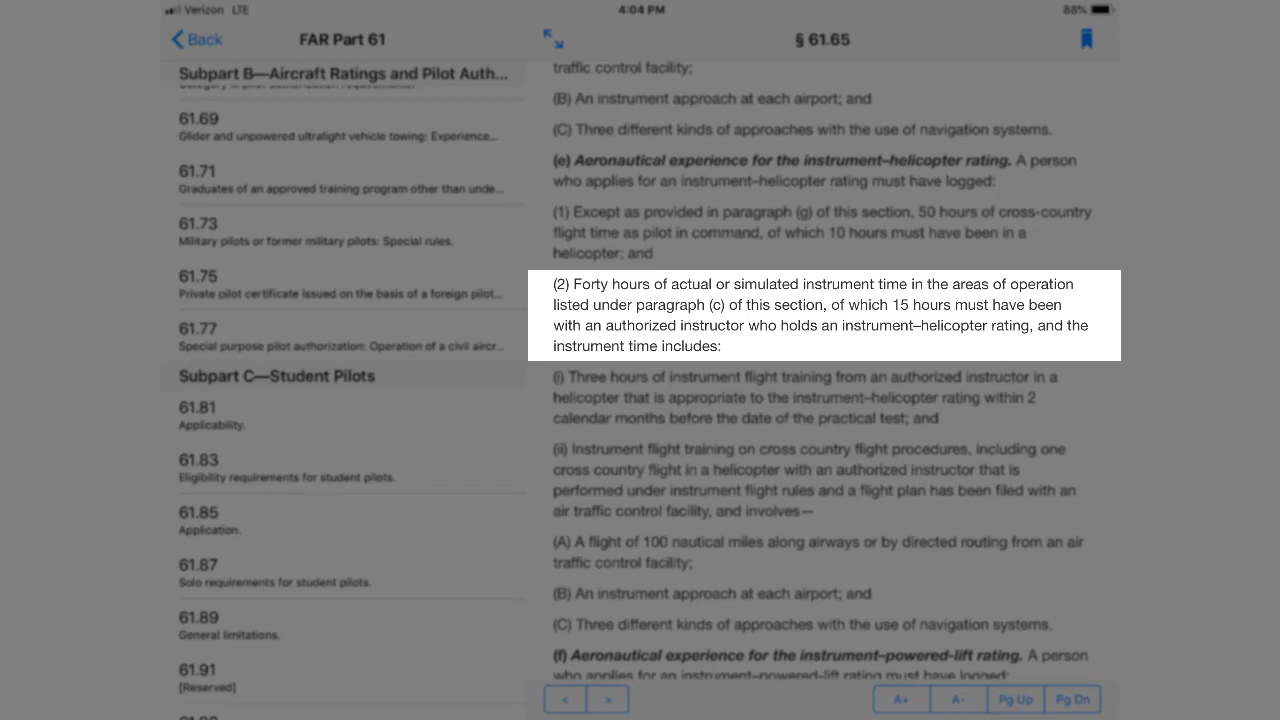 Verizon LTE
4:04 PM
88%
Back
FAR Part 61
§ 61.65
Subpart B—Aircraft Ratings and Pilot Auth...
61.69
Glider and unpowered ultralight vehicle towing: Experience...
61.71
Graduates of an approved training program other than unde...
61.73
Military pilots or former military pilots: Special rules.
61.75
Private pilot certificate issued on the basis of a foreign pilot...
61.77
Special purpose pilot authorization: Operation of a civil aircr...
Subpart C—Student Pilots
61.81
Applicability.
61.83
Eligibility requirements for student pilots.
61.85
Application.
61.87
Solo requirements for student pilots.
61.89
General limitations.
61.91
[Reserved]
traffic control facility;
(B) An instrument approach at each airport; and
(C) Three different kinds of approaches with the use of navigation systems.
(e) Aeronautical experience for the instrument–helicopter rating. A person
who applies for an instrument–helicopter rating must have logged:
(1) Except as provided in paragraph (g) of this section, 50 hours of cross-country
flight time as pilot in command, of which 10 hours must have been in a
helicopter; and
(2) Forty hours of actual or simulated instrument time in the areas of operation
listed under paragraph (c) of this section, of which 15 hours must have been
with an authorized instructor who holds an instrument–helicopter rating, and the
instrument time includes:
(i) Three hours of instrument flight training from an authorized instructor in a
helicopter that is appropriate to the instrument–helicopter rating within 2
calendar months before the date of the practical test; and
(ii) Instrument flight training on cross country flight procedures, including one
cross country flight in a helicopter with an authorized instructor that is
performed under instrument flight rules and a flight plan has been filed with an
air traffic control facility, and involves—
(A) A flight of 100 nautical miles along airways or by directed routing from an air
traffic control facility;
(B) An instrument approach at each airport; and
(C) Three different kinds of approaches with the use of navigation systems.
(f) Aeronautical experience for the instrument–powered-lift rating. A person
who applies for an instrument–powered-lift rating must have logged:
< > A+ A- Pg Up Pg Dn